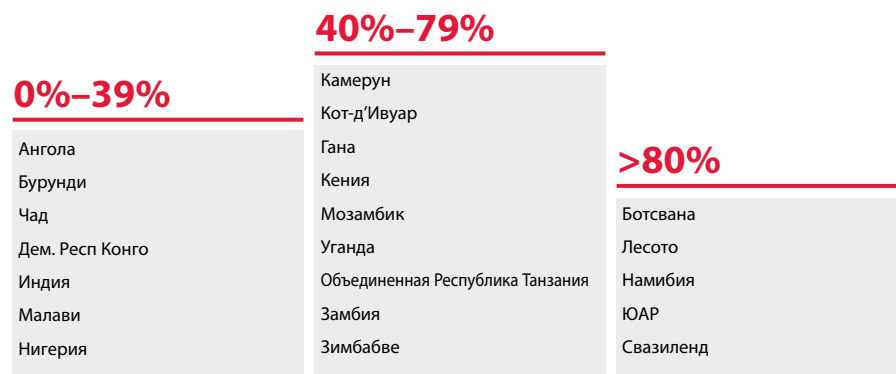 0%–39%
Ангола
Бурунди
Чад
Дем. Респ Конго
Индия
Малави
Нигерия
40%–79%
Камерун
Кот-д’Ивуар
Гана
Кения
Мозамбик
Уганда
Объединенная Республика Танзания
Замбия
Зимбабве
>80%
Ботсвана
Лесото
Намибия
ЮАР
Свазиленд